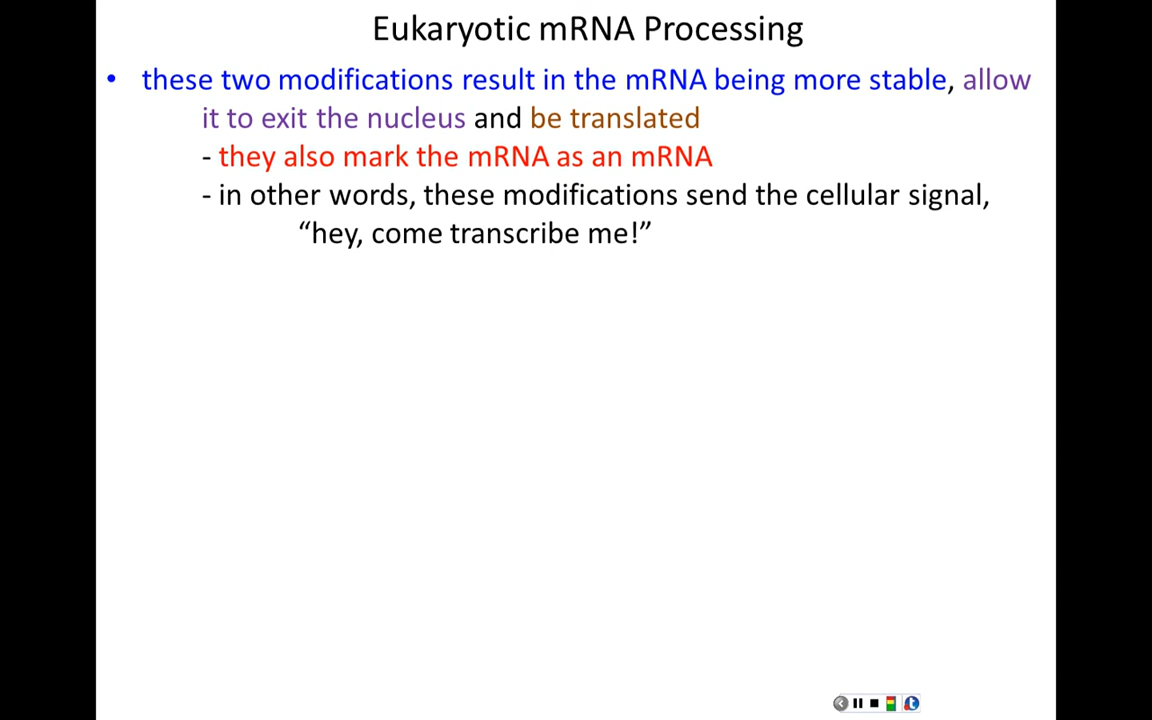 Eukaryotic mRNA Processing
• these two modifications result in the mRNA being more stable, allow
it to exit the nucleus and be translated
- they also mark the mRNA as an mRNA
- in other words, these modifications send the cellular signal,
“hey, come transcribe me!”